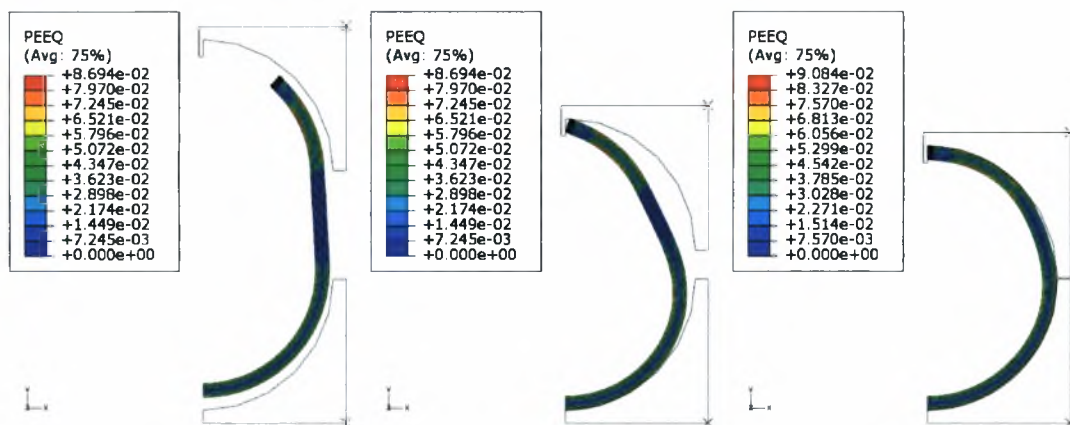 PEEQ
(Avg: 75%)
+8.694e-02
+7.970e-02
+7.245e-02
+6.521e-02
+5.796e-02
+5.072e-02
+4.347e-02
+3.623e-02
+2.898e-02
+2.174e-02
+1.449e-02
+7.245e-03
+0.000e+00
PEEQ
(Avg: 75%)
+8.694e-02
+7.970e-02
+7.245e-02
+6.521e-02
+5.796e-02
+5.072e-02
+4.347e-02
+3.623e-02
+2.898e-02
+2.174e-02
+1.449e-02
+7.245e-03
+0.000e+00
PEEQ
(Avg: 75%)
+9.084e-02
+8.327e-02
+7.570e-02
+6.813e-02
+6.056e-02
+5.299e-02
+4.542e-02
+3.785e-02
+3.028e-02
+2.271e-02
+1.514e-02
+7.570e-03
+0.000e+00